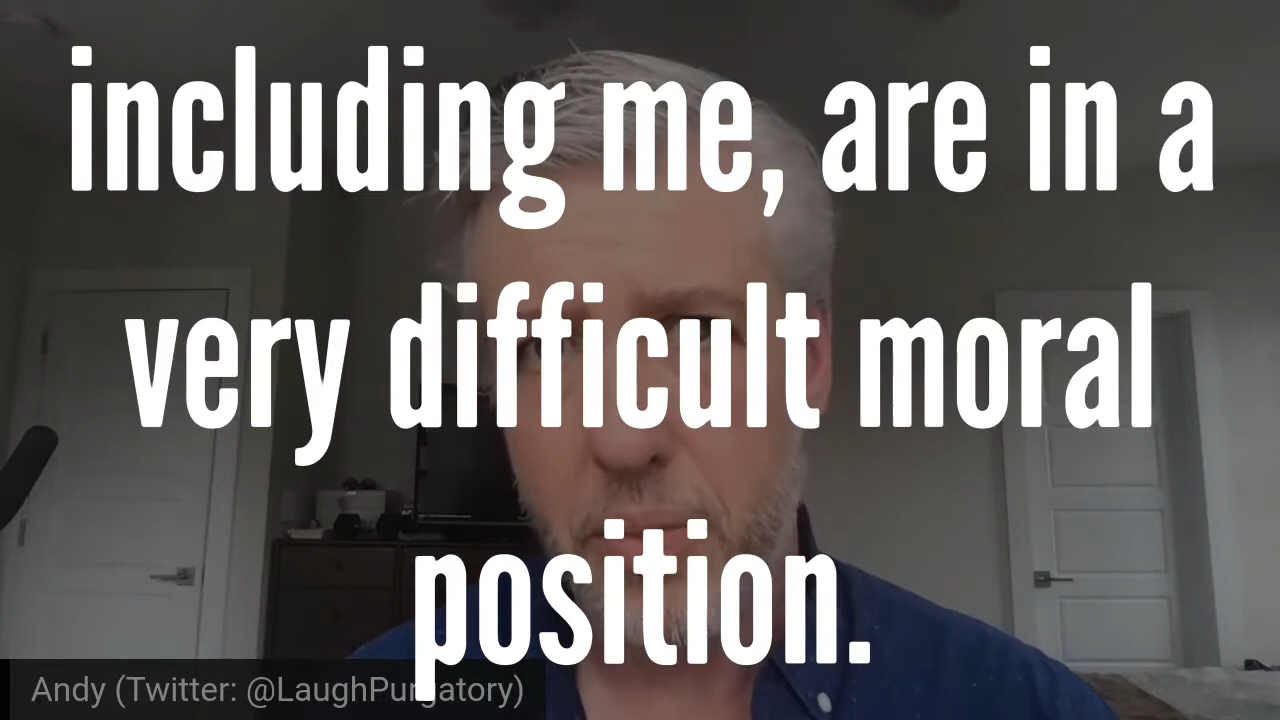 including me, are in a
very difficult moral
position.
Andy (Twitter: @LaughPurgatory)